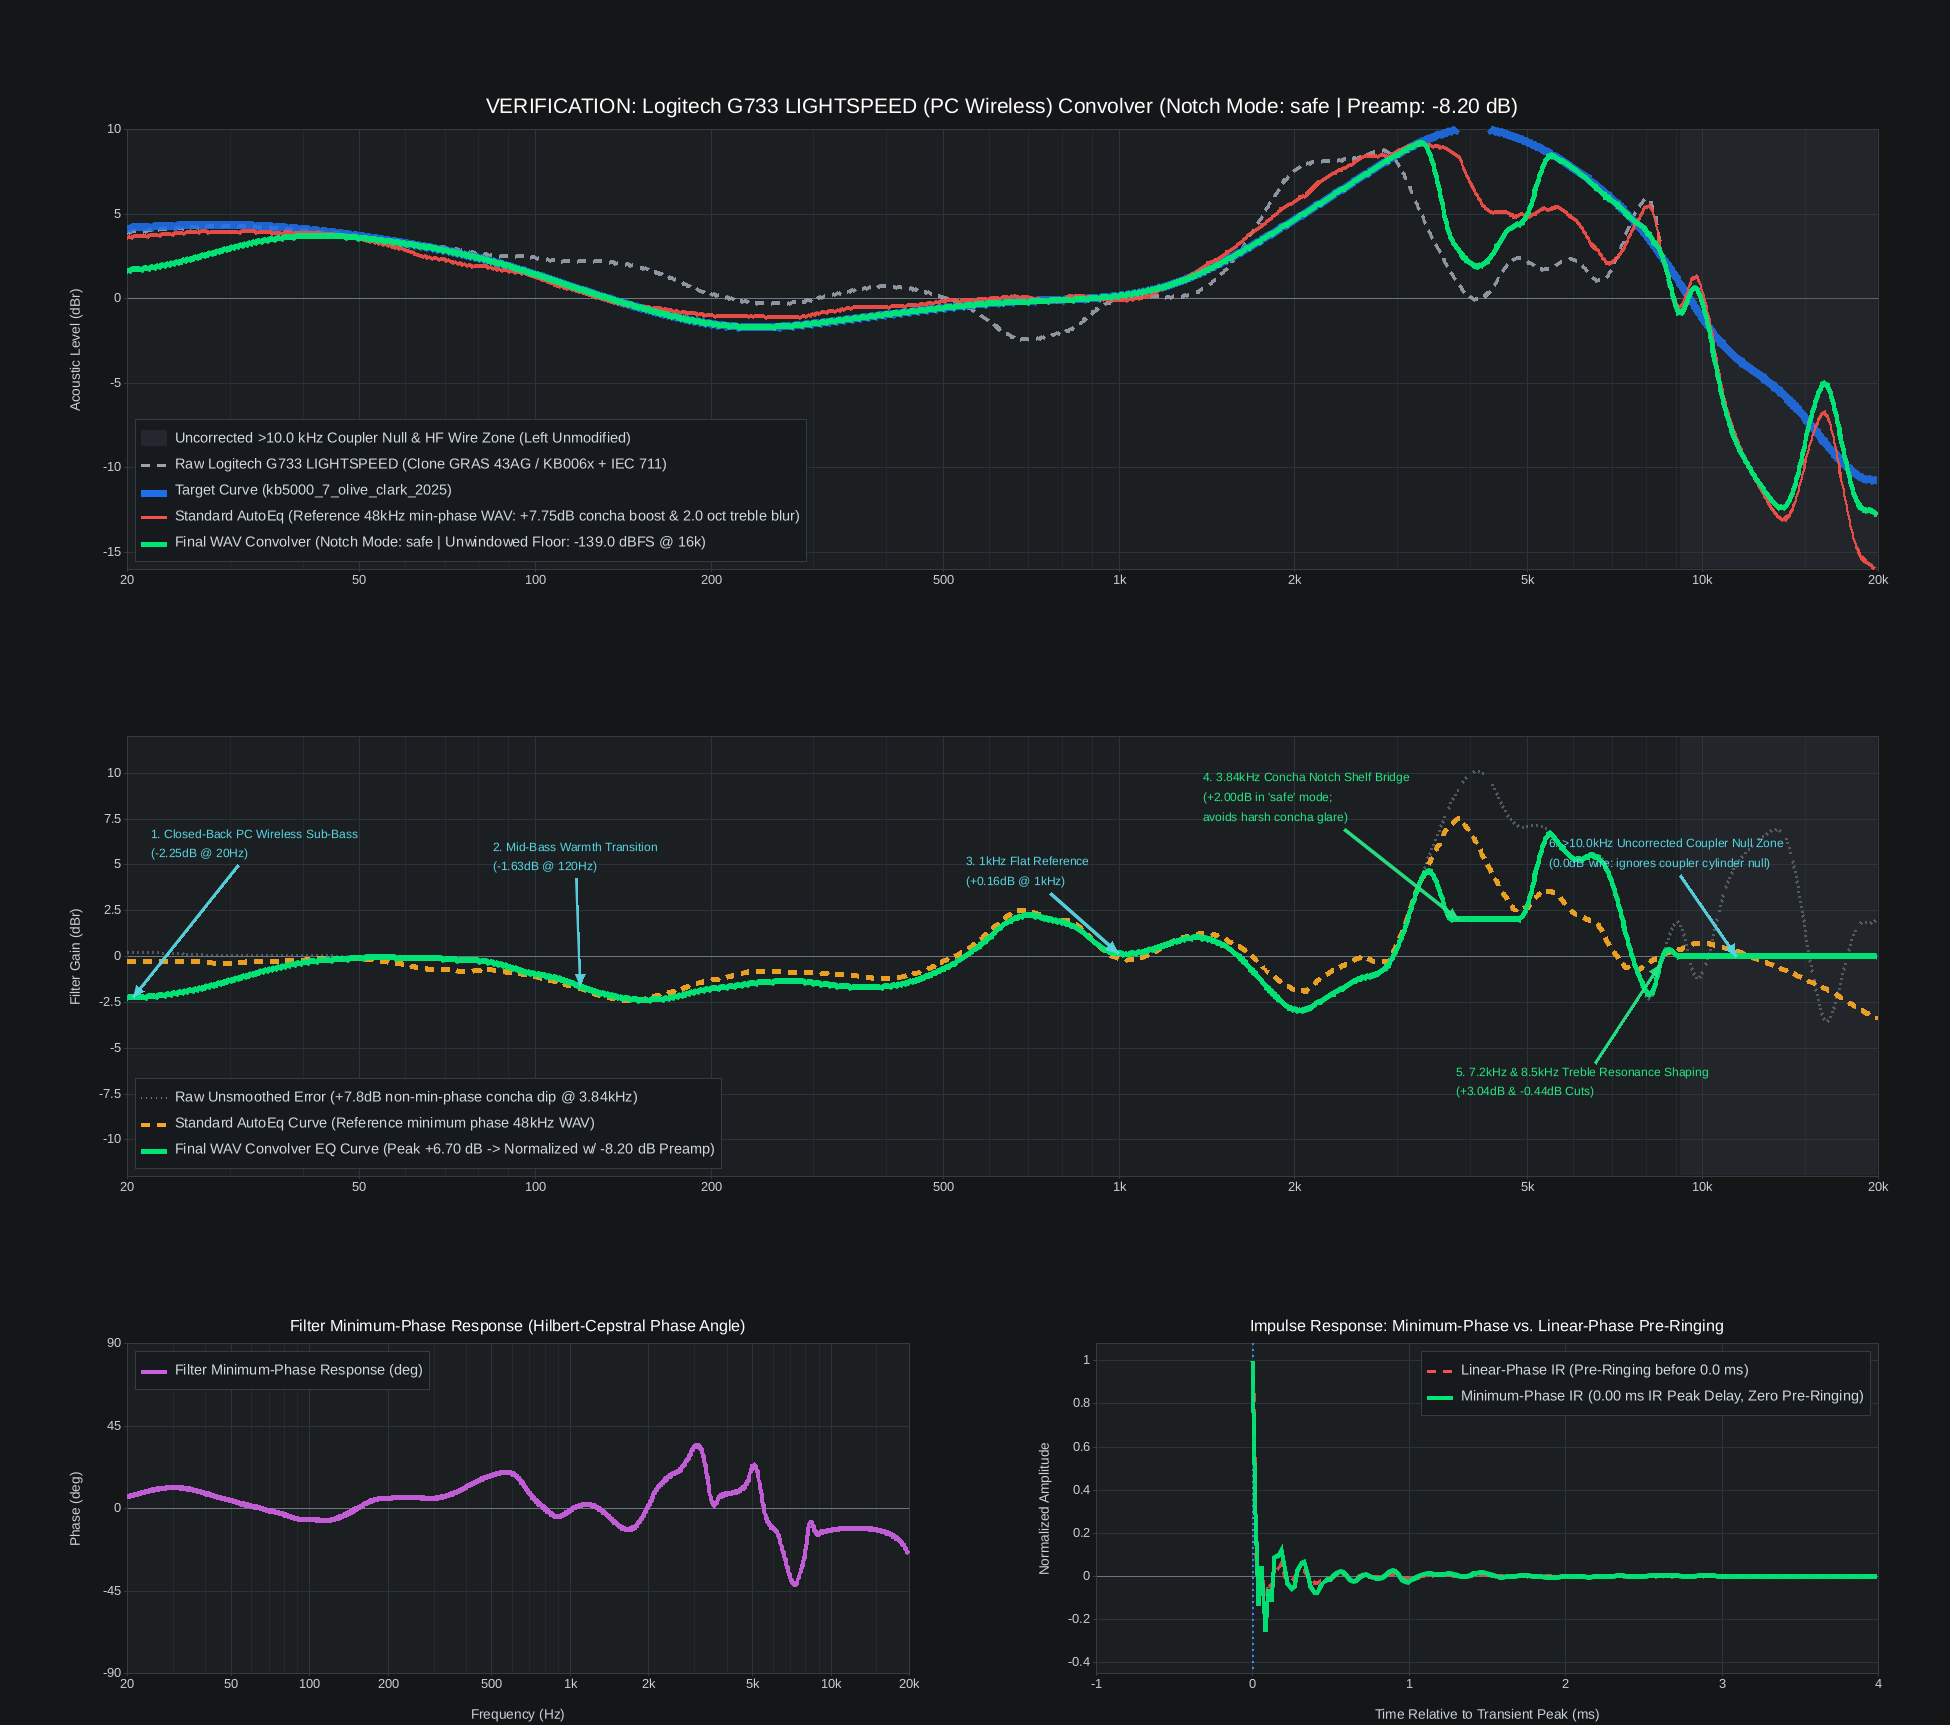 VERIFICATION: Logitech G733 LIGHTSPEED (PC Wireless) Convolver (Notch Mode: safe | Preamp: -8.20 dB)
10
5
0
-5
-10
-15
Acoustic Level (dBr)
Uncorrected >10.0 kHz Coupler Null & HF Wire Zone (Left Unmodified)
Raw Logitech G733 LIGHTSPEED (Clone GRAS 43AG / KB006x + IEC 711)
Target Curve (kb5000_7_olive_clark_2025)
Standard AutoEq (Reference 48kHz min-phase WAV: +7.75dB concha boost & 2.0 oct treble blur)
Final WAV Convolver (Notch Mode: safe | Unwindowed Floor: -139.0 dBFS @ 16k)
20 50 100 200 500 1k 2k 5k 10k 20k
10
7.5
5
2.5
0
-2.5
-5
-7.5
-10
Filter Gain (dBr)
1. Closed-Back PC Wireless Sub-Bass
(-2.25dB @ 20Hz)
2. Mid-Bass Warmth Transition
(-1.63dB @ 120Hz)
3. 1kHz Flat Reference
(+0.16dB @ 1kHz)
4. 3.84kHz Concha Notch Shelf Bridge
(+2.00dB in 'safe' mode;
avoids harsh concha glare)
6. >10.0kHz Uncorrected Coupler Null Zone
(0.0dB wire: ignores coupler cylinder null)
5. 7.2kHz & 8.5kHz Treble Resonance Shaping
(+3.04dB & -0.44dB Cuts)
Raw Unsmoothed Error (+7.8dB non-min-phase concha dip @ 3.84kHz)
Standard AutoEq Curve (Reference minimum phase 48kHz WAV)
Final WAV Convolver EQ Curve (Peak +6.70 dB -> Normalized w/ -8.20 dB Preamp)
20 50 100 200 500 1k 2k 5k 10k 20k
Filter Minimum-Phase Response (Hilbert-Cepstral Phase Angle)
90
45
0
-45
-90
Phase (deg)
Filter Minimum-Phase Response (deg)
20 50 100 200 500 1k 2k 5k 10k 20k
Frequency (Hz)
Impulse Response: Minimum-Phase vs. Linear-Phase Pre-Ringing
1
0.8
0.6
0.4
0.2
0
-0.2
-0.4
Normalized Amplitude
Linear-Phase IR (Pre-Ringing before 0.0 ms)
Minimum-Phase IR (0.00 ms IR Peak Delay, Zero Pre-Ringing)
-1 0 1 2 3 4
Time Relative to Transient Peak (ms)